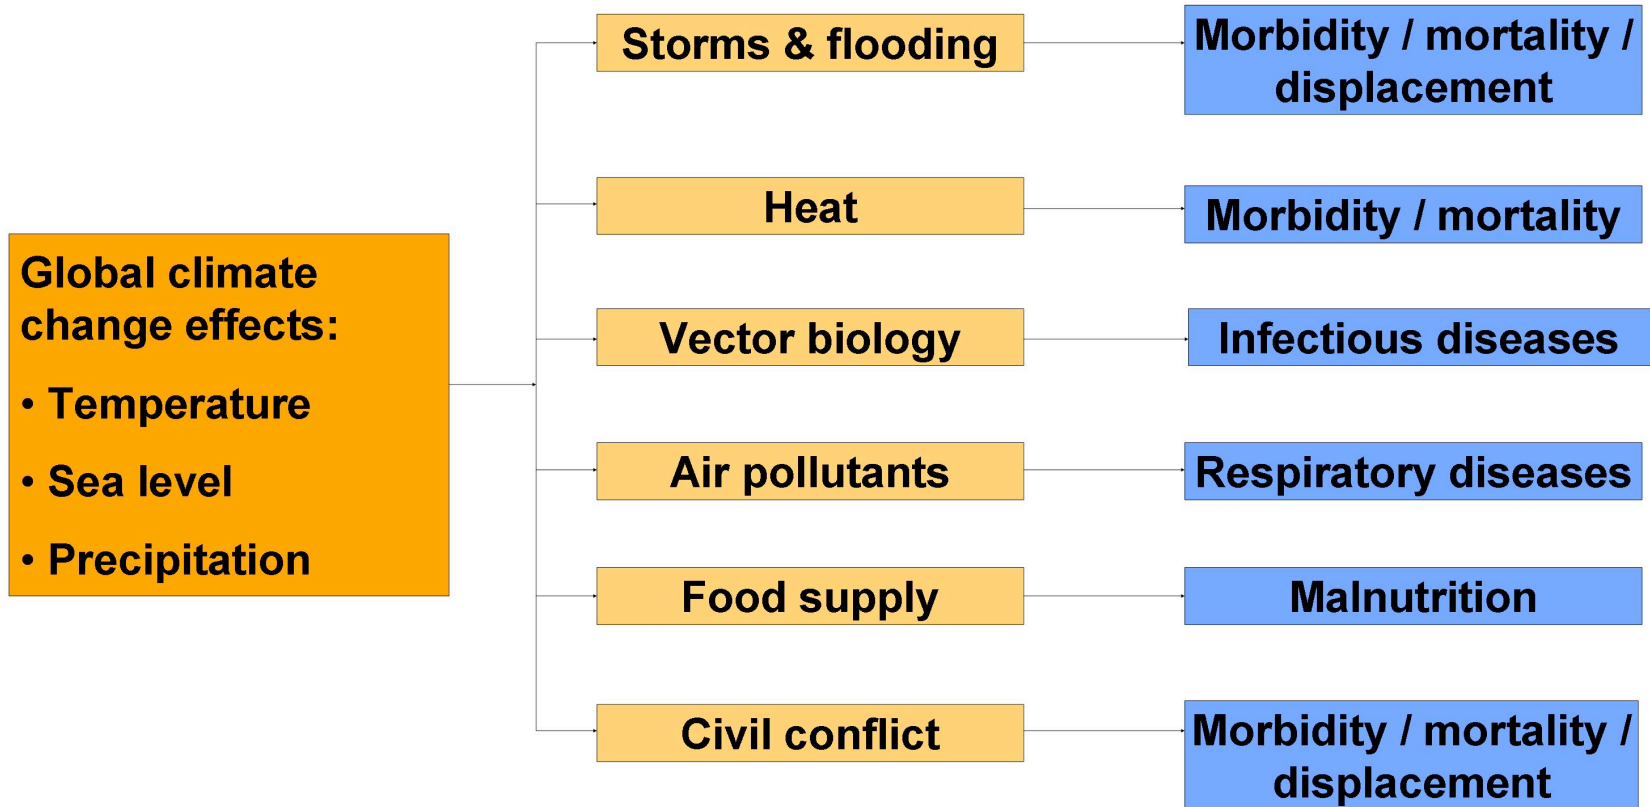 Storms & flooding
Morbidity / mortality /
displacement
Heat
Morbidity / mortality
Global climate
change effects:
• Temperature
• Sea level
• Precipitation
Vector biology
Infectious diseases
Air pollutants
Respiratory diseases
Food supply
Malnutrition
Civil conflict
Morbidity / mortality /
displacement